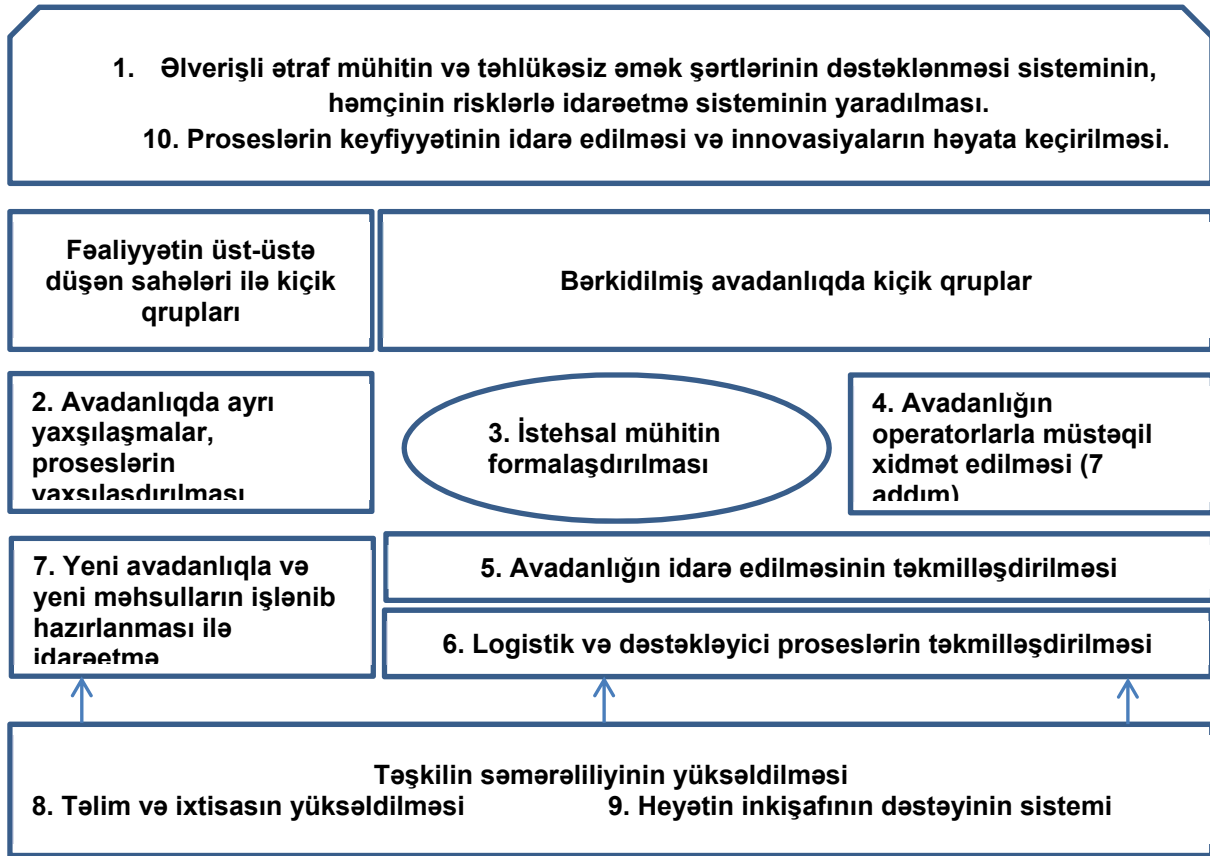 1. Əlverişli ətraf mühitin və təhlükəsiz əmək şərtlərinin dəstəklənməsi sisteminin,
həmçinin risklərlə idarəetmə sisteminin yaradılması.
10. Proseslərin keyfiyyətinin idarə edilməsi və innovasiyaların həyata keçirilməsi.
Fəaliyyətin üst-üstə
düşən sahələri ilə kiçik
qrupları
Bərkidilmiş avadanlıqda kiçik qruplar
2. Avadanlıqda ayrı
yaxşılaşmalar,
proseslərin
yaxşılaşdırılması
3. İstehsal mühitin
formalaşdırılması
4. Avadanlığın
operatorlarla müstəqil
xidmət edilməsi (7
addım)
7. Yeni avadanlıqla və
yeni məhsulların işlənib
hazırlanması ilə
idarəetmə
5. Avadanlığın idarə edilməsinin təkmilləşdirilməsi
6. Logistik və dəstəkləyici proseslərin təkmilləşdirilməsi
Təşkilin səmərəliliyinin yüksəldilməsi
8. Təlim və ixtisasın yüksəldilməsi 9. Heyətin inkişafının dəstəyinin sistemi